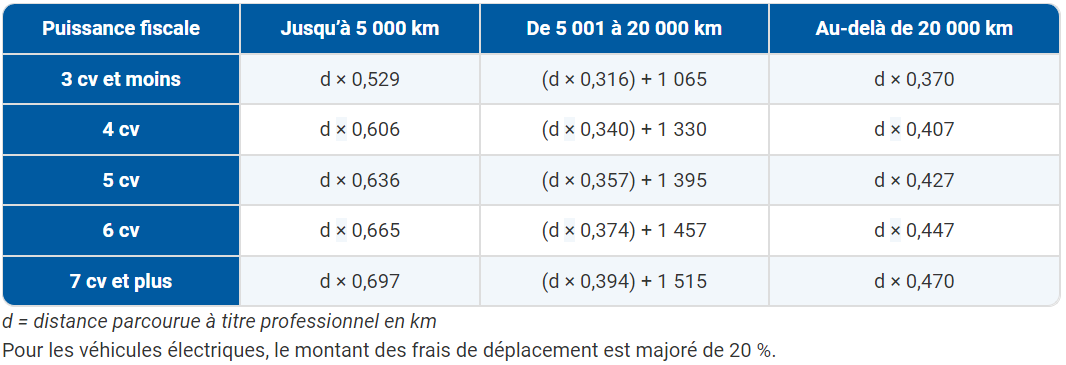 Puissance fiscale Jusqu’à 5 000 km De 5 001 à 20 000 km Au-delà de 20 000 km
3 cv et moins d × 0,529 (d × 0,316) + 1 065 d × 0,370
4 cv d × 0,606 (d × 0,340) + 1 330 d × 0,407
5 cv d × 0,636 (d × 0,357) + 1 395 d × 0,427
6 cv d × 0,665 (d × 0,374) + 1 457 d × 0,447
7 cv et plus d × 0,697 (d × 0,394) + 1 515 d × 0,470
d = distance parcourue à titre professionnel en km
Pour les véhicules électriques, le montant des frais de déplacement est majoré de 20 %.